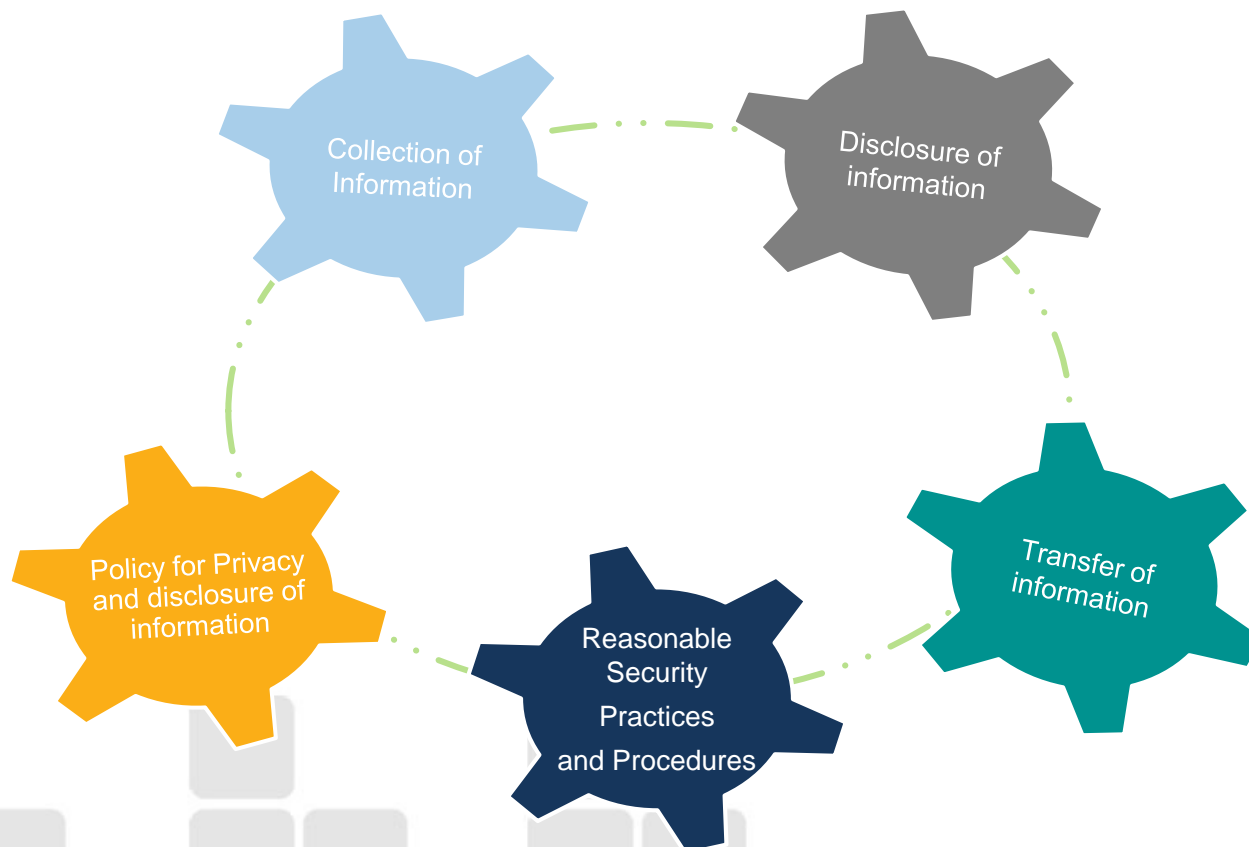 Collection of
Information
Disclosure of
information
Transfer of
information
Reasonable
Security
Practices
and Procedures
Policy for Privacy
and disclosure of
information